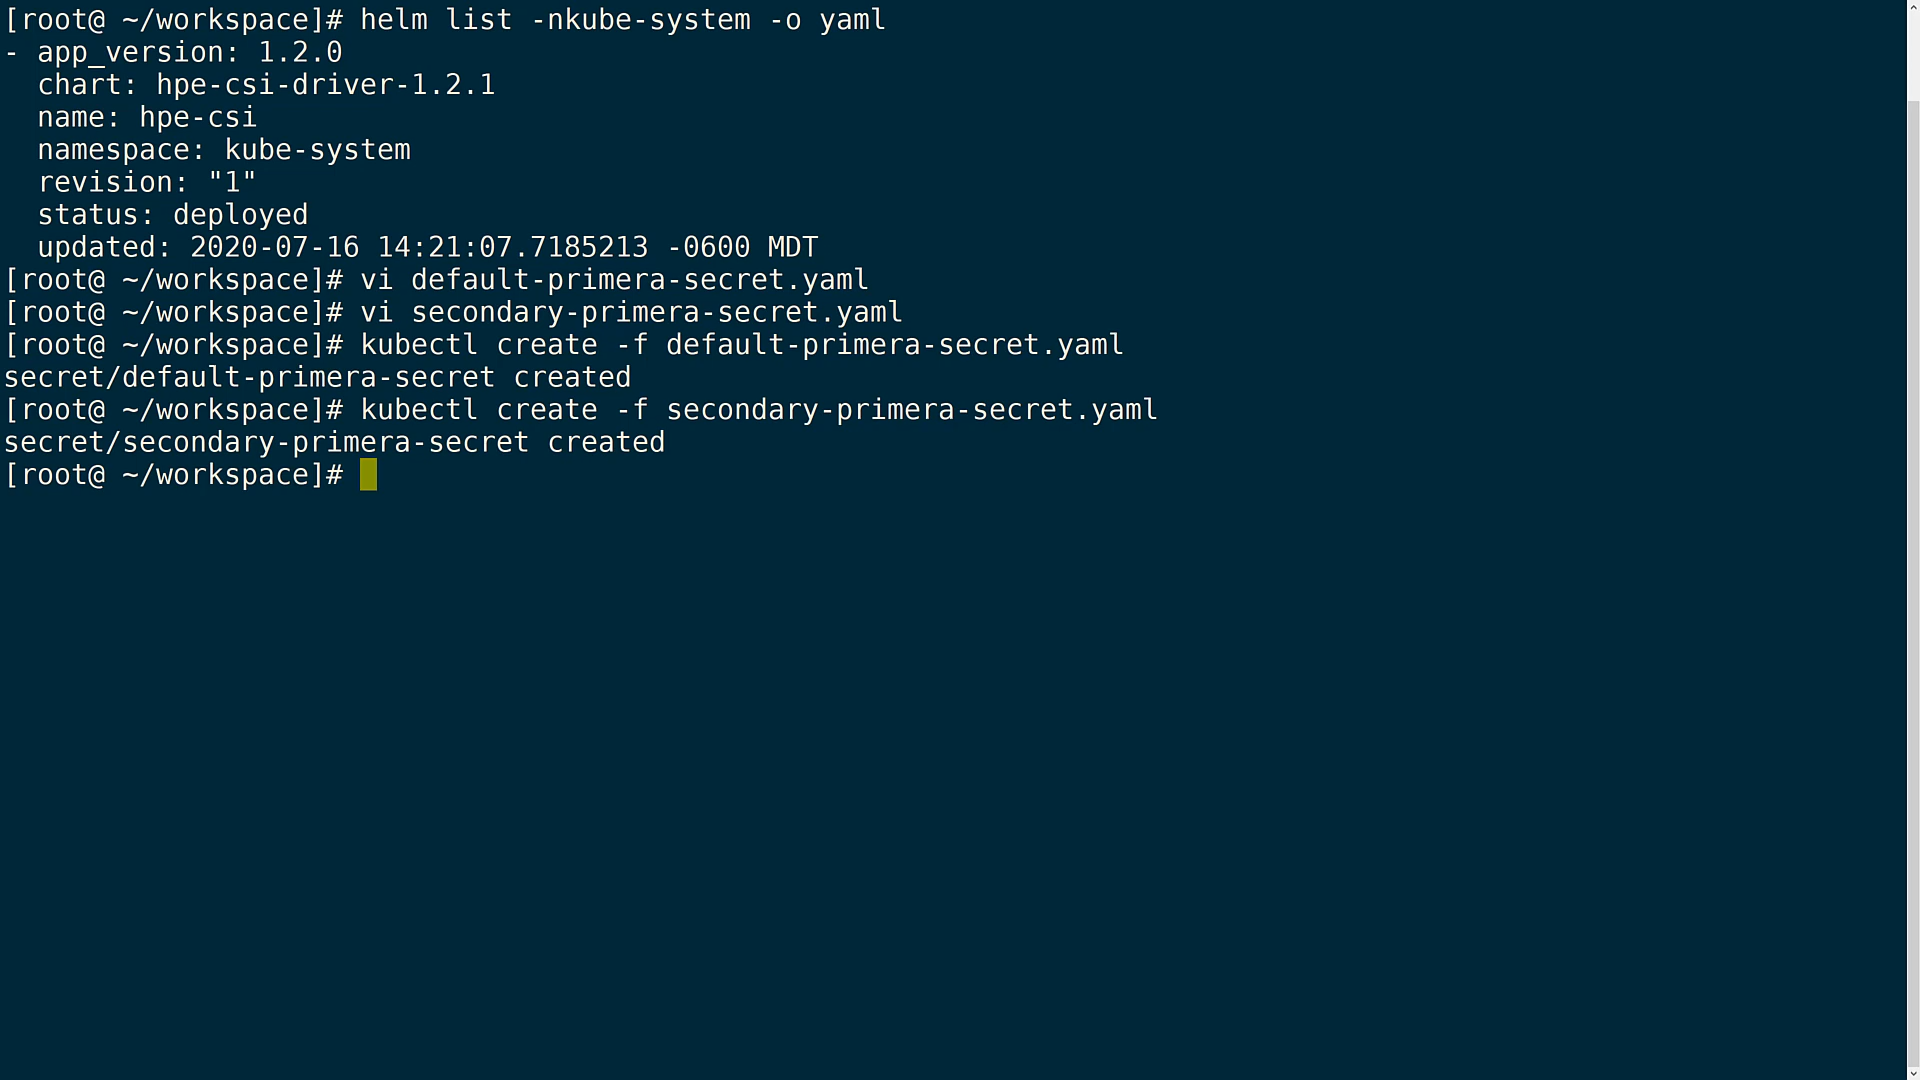 [root@ ~/workspace]# helm list -nkube-system -o yaml
- app_version: 1.2.0
  chart: hpe-csi-driver-1.2.1
  name: hpe-csi
  namespace: kube-system
  revision: "1"
  status: deployed
  updated: 2020-07-16 14:21:07.7185213 -0600 MDT
[root@ ~/workspace]# vi default-primera-secret.yaml
[root@ ~/workspace]# vi secondary-primera-secret.yaml
[root@ ~/workspace]# kubectl create -f default-primera-secret.yaml
secret/default-primera-secret created
[root@ ~/workspace]# kubectl create -f secondary-primera-secret.yaml
secret/secondary-primera-secret created
[root@ ~/workspace]#